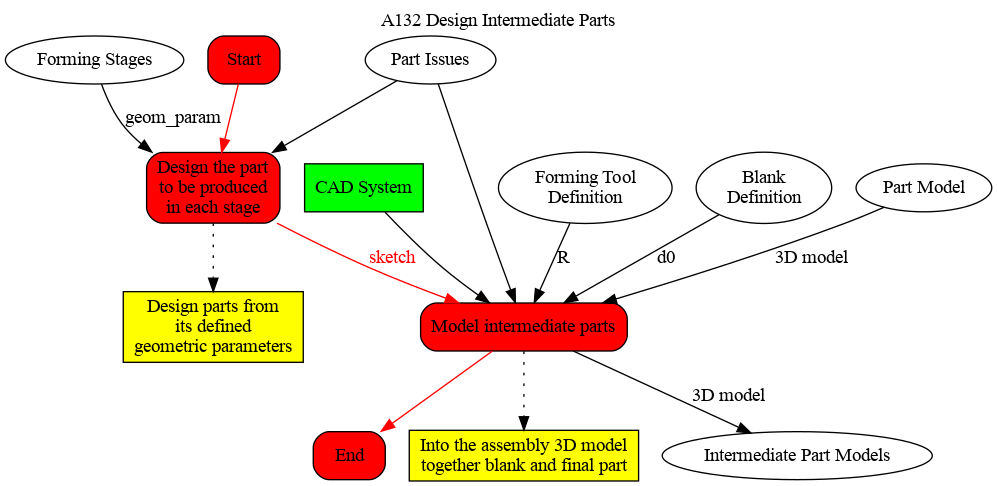 A132 Design Intermediate Parts
Forming Stages
Start
Part Issues
geom_param
Design the part
to be produced
in each stage
CAD System
Forming Tool
Definition
Blank
Definition
Part Model
sketch
R
d0
3D model
Design parts from
its defined
geometric parameters
Model intermediate parts
3D model
End
Into the assembly 3D model
together blank and final part
Intermediate Part Models